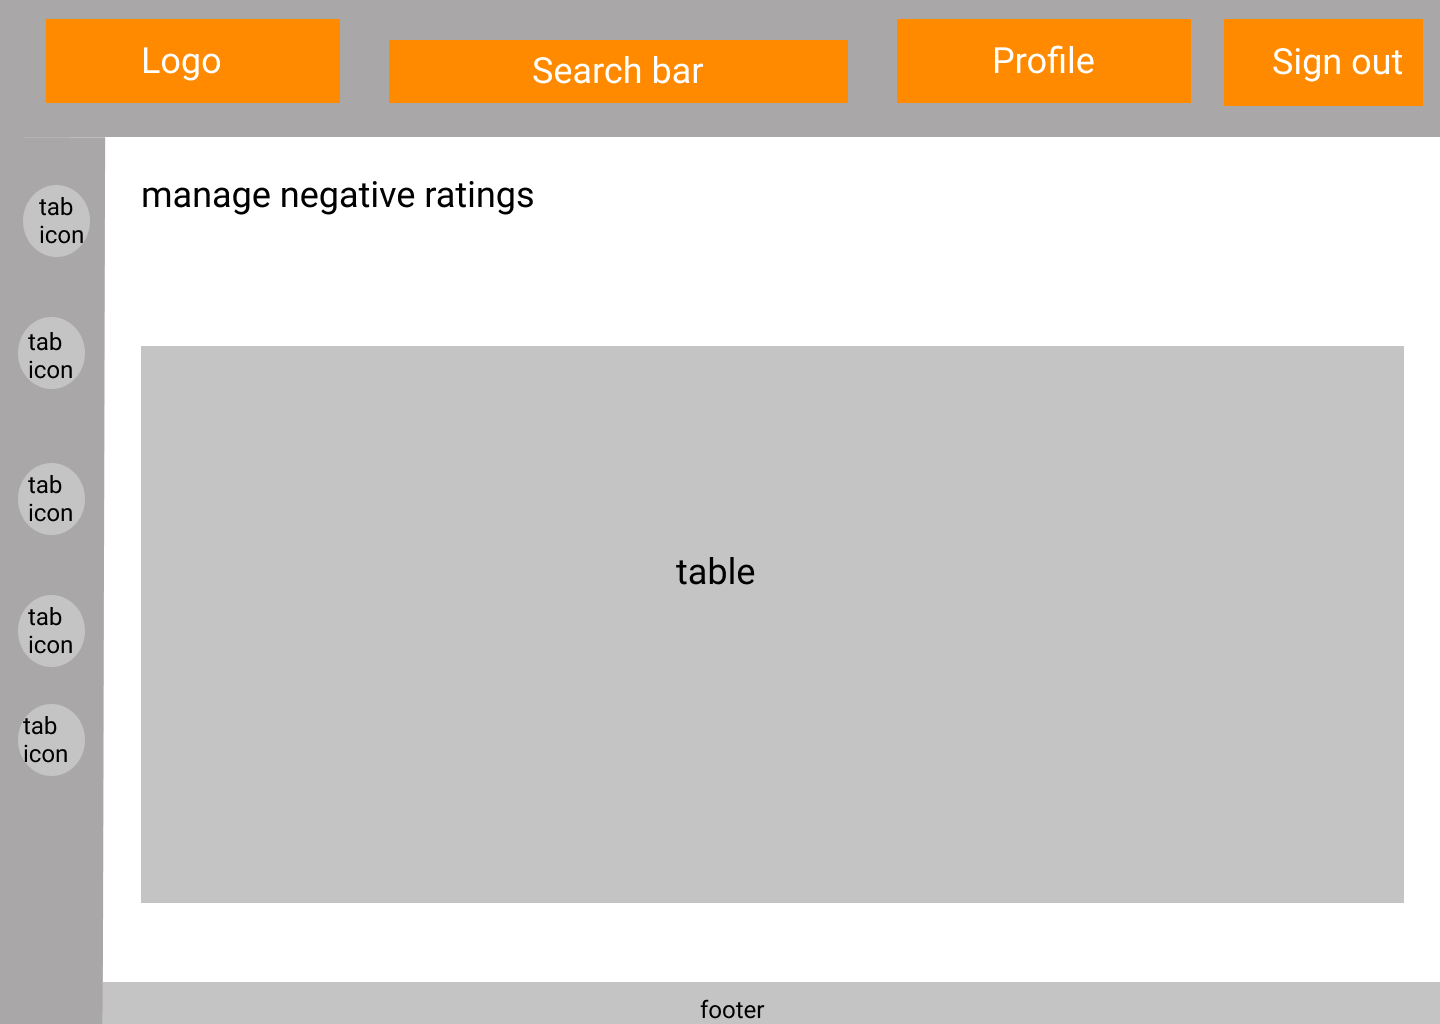 Logo
Search bar
Profile
Sign out
manage negative ratings
tab
icon
tab
icon
tab
icon
tab
icon
tab
icon
table
footer